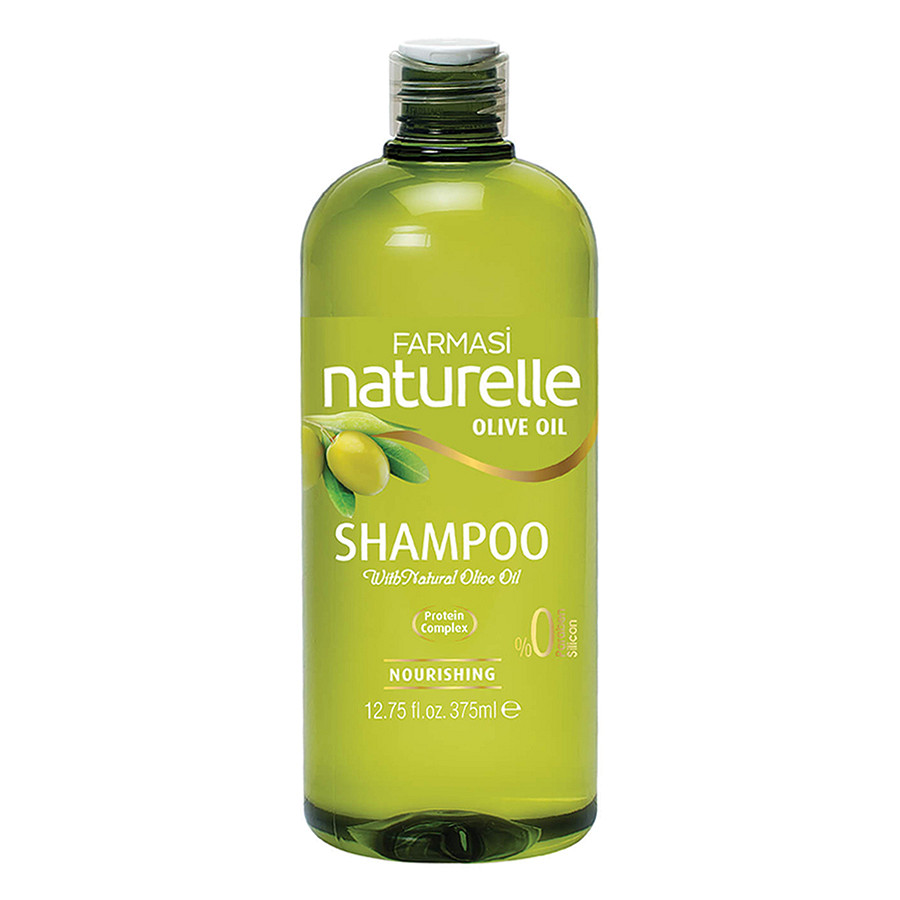 FARMASİ
naturelle
OLIVE OIL
SHAMPOO
With Natural Olive Oil
Protein
Complex
%0
Paraben
Silicon
NOURISHING
12.75 fl.oz. 375ml ℮